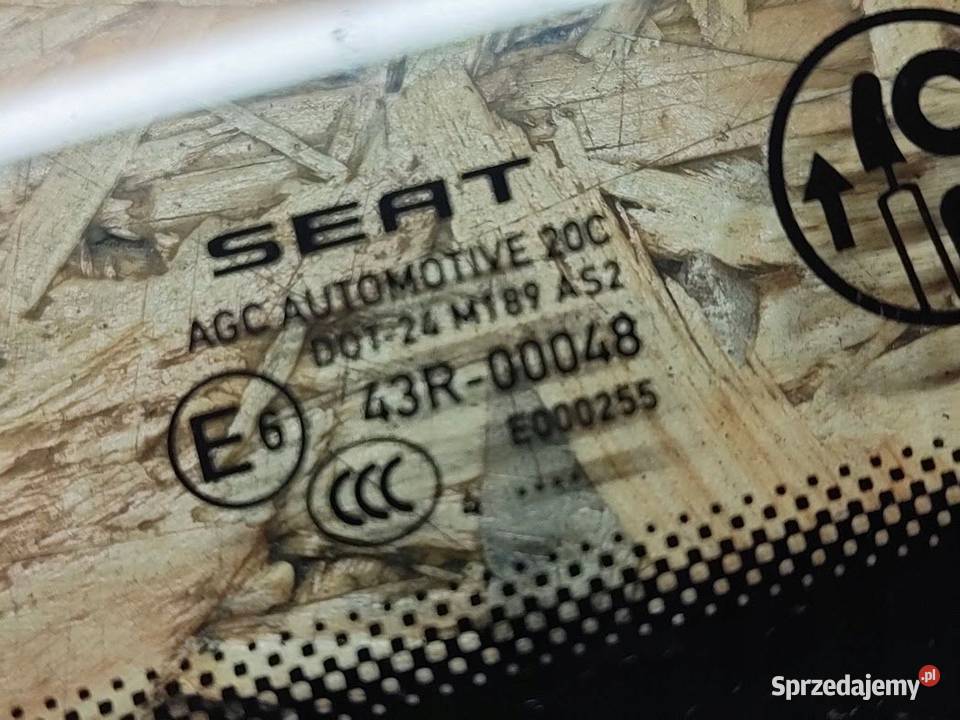 SEAT
AGC AUTOMOTIVE 20C
DOT-24 M189 AS2
43R-00048
E6
E000255
CCC
Sprzedajemy.pl